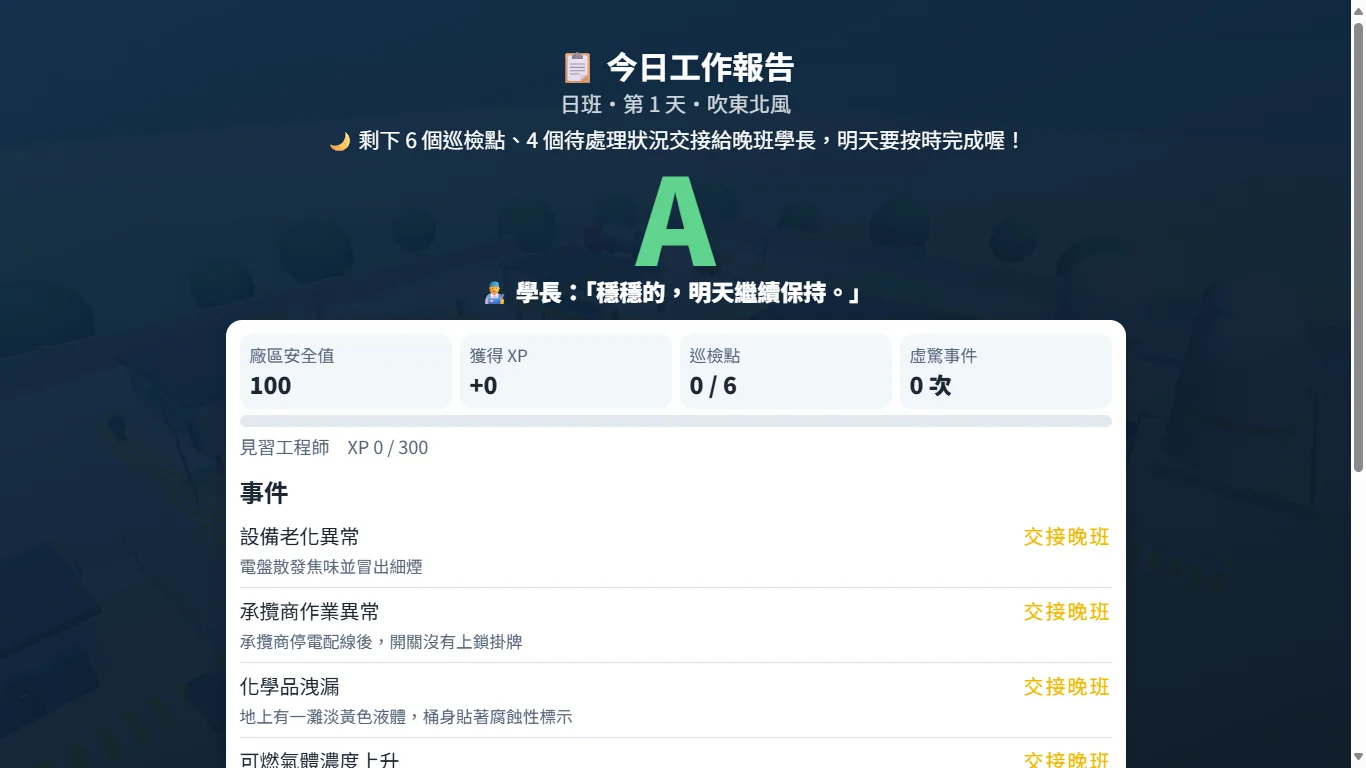 📋 今日工作報告
日班・第 1 天・吹東北風
🌙 剩下 6 個巡檢點、4 個待處理狀況交接給晚班學長，明天要按時完成喔！
A
👨‍🔧 學長：「穩穩的，明天繼續保持。」
廠區安全值 獲得 XP 巡檢點 虛驚事件
100 +0 0 / 6 0 次
見習工程師 XP 0 / 300
事件
設備老化異常 交接晚班
電盤散發焦味並冒出細煙
承攬商作業異常 交接晚班
承攬商停電配線後，開關沒有上鎖掛牌
化學品洩漏 交接晚班
地上有一灘淡黃色液體，桶身貼著腐蝕性標示
可燃氣體濃度上升 交接晚班